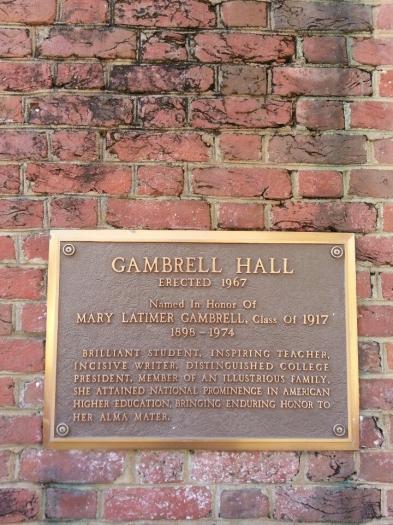 GAMBRELL HALL
ERECTED 1967
Named In Honor Of
MARY LATIMER GAMBRELL, Class Of 1917
1898-1974
BRILLIANT STUDENT, INSPIRING TEACHER,
INCISIVE WRITER, DISTINGUISHED COLLEGE
PRESIDENT, MEMBER OF AN ILLUSTRIOUS FAMILY,
SHE ATTAINED NATIONAL PROMINENCE IN AMERICAN
HIGHER EDUCATION, BRINGING ENDURING HONOR TO
HER ALMA MATER.